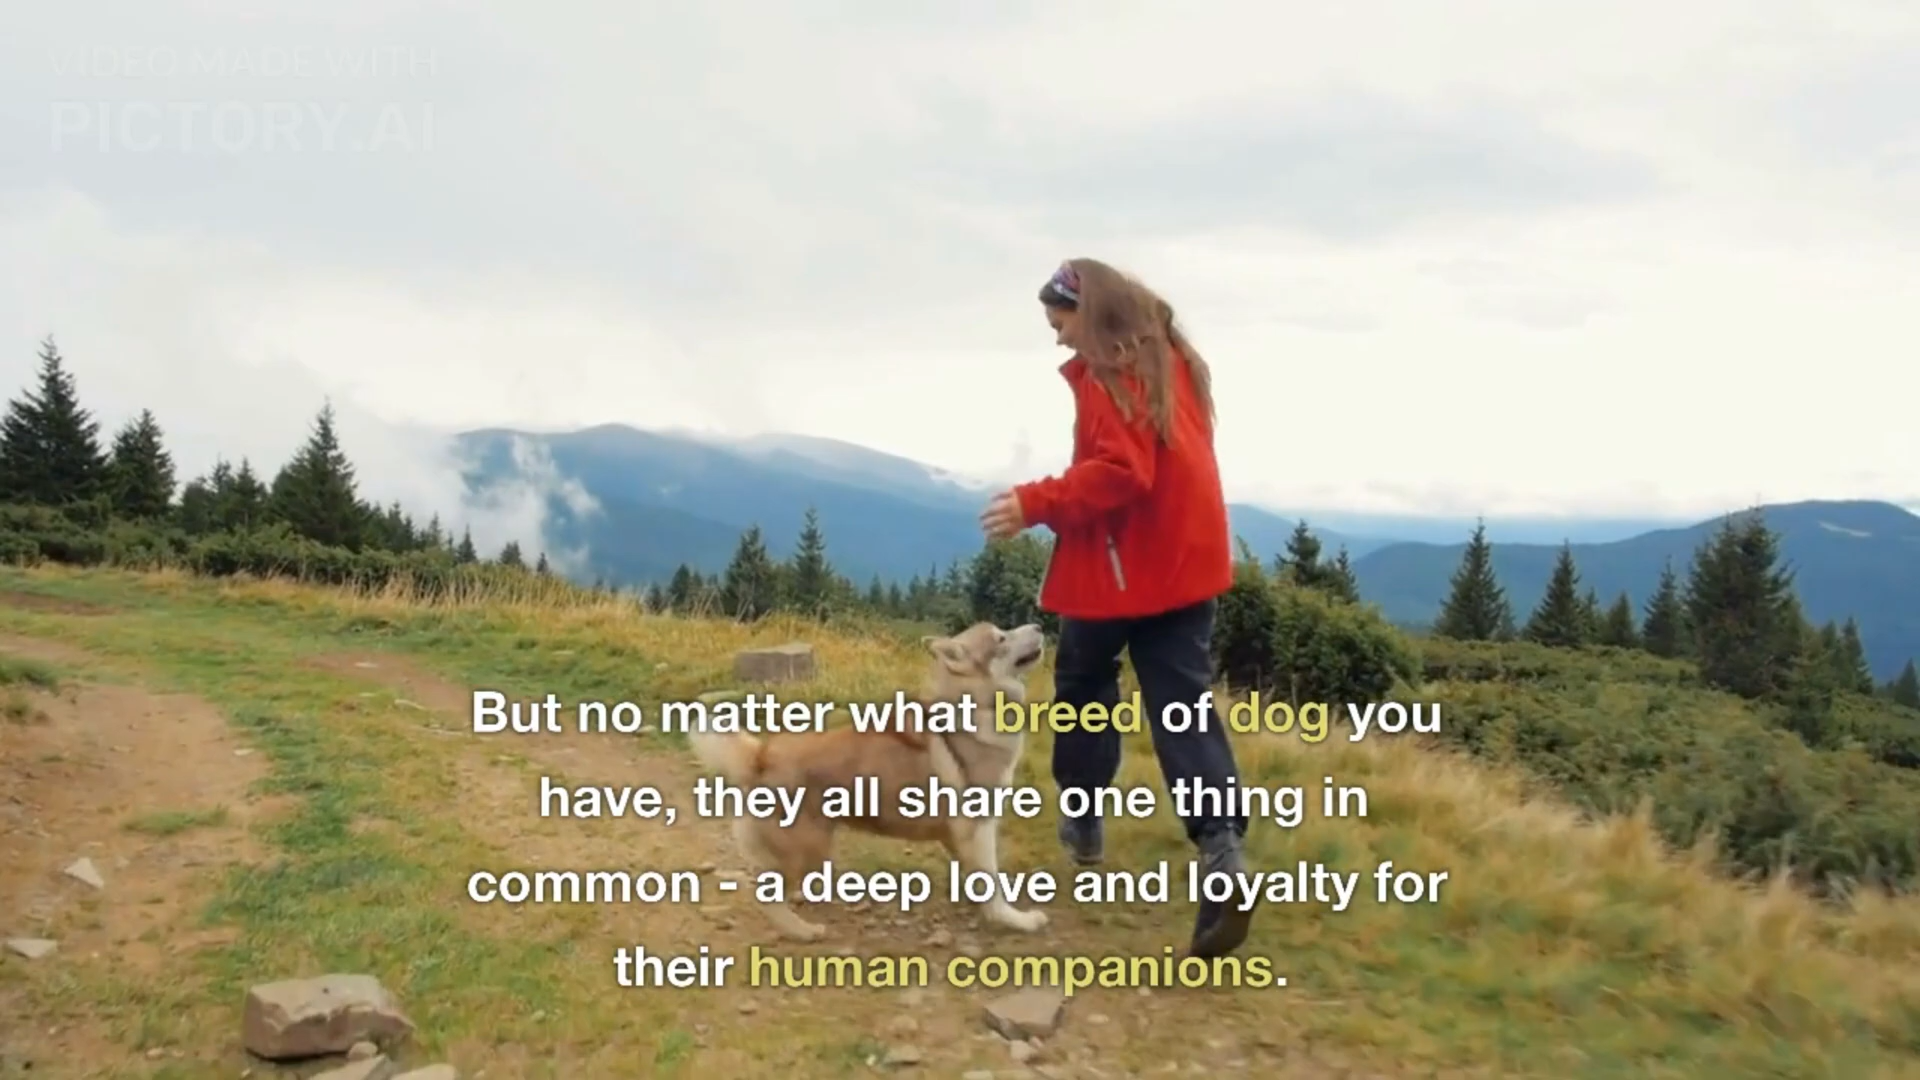 VIDEO MADE WITH
PICTORY.AI
But no matter what breed of dog you
have, they all share one thing in
common - a deep love and loyalty for
their human companions.